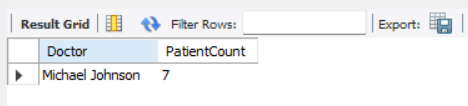 Result Grid Filter Rows: Export:
Doctor PatientCount
Michael Johnson 7